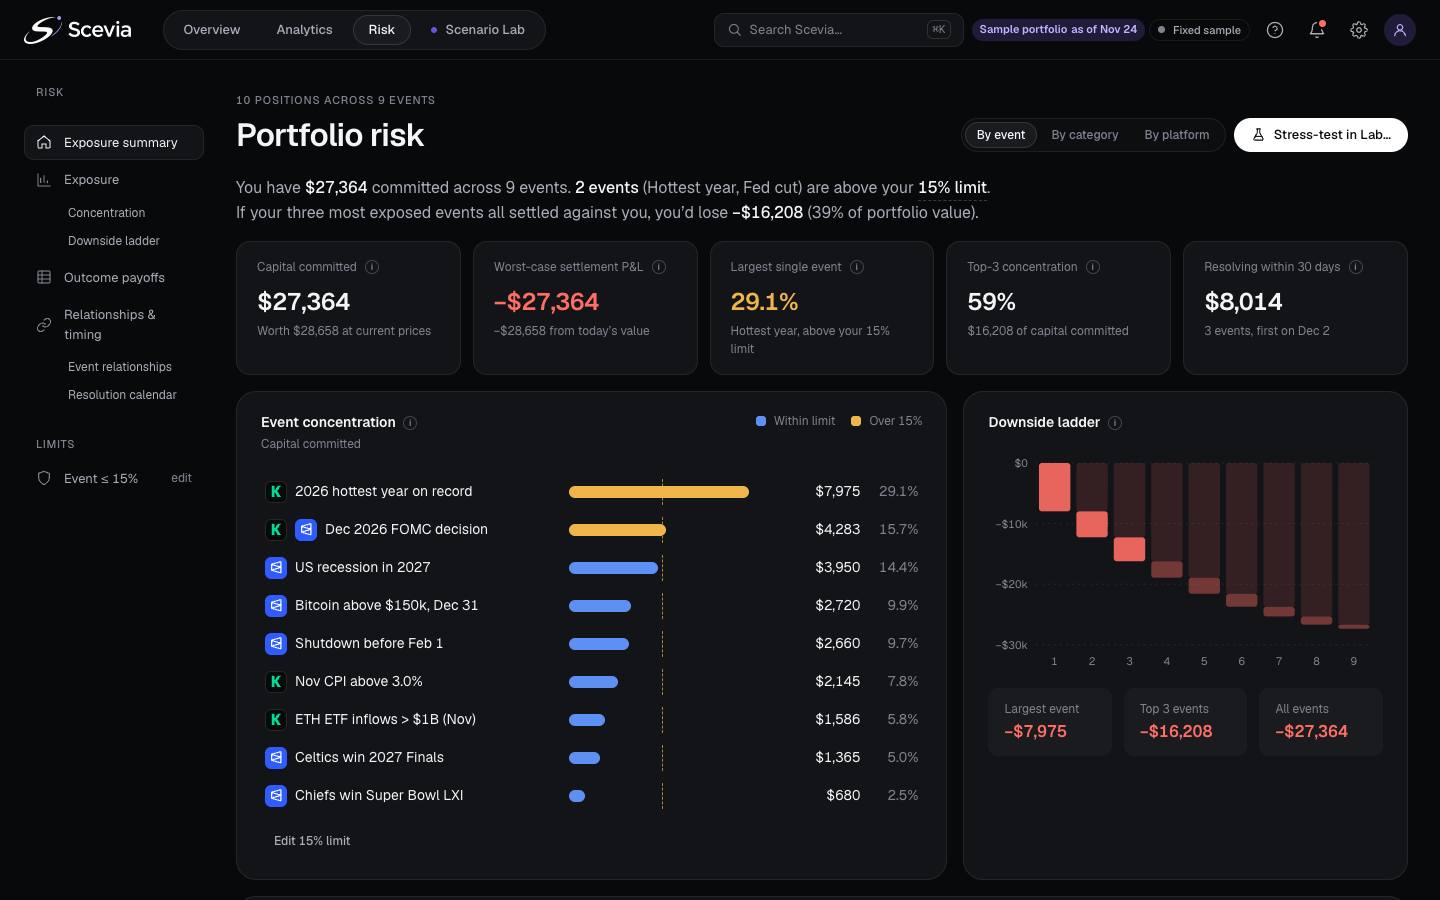 Scevia
Overview
Analytics
Risk
Scenario Lab
Search Scevia...
⌘K
Sample portfolio as of Nov 24
Fixed sample
RISK
Exposure summary
Exposure
Concentration
Downside ladder
Outcome payoffs
Relationships &
timing
Event relationships
Resolution calendar
LIMITS
Event ≤ 15%
edit
10 POSITIONS ACROSS 9 EVENTS
Portfolio risk
By event
By category
By platform
Stress-test in Lab...
You have $27,364 committed across 9 events. 2 events (Hottest year, Fed cut) are above your 15% limit.
If your three most exposed events all settled against you, you’d lose −$16,208 (39% of portfolio value).
Capital committed
$27,364
Worth $28,658 at current prices
Worst-case settlement P&L
−$27,364
−$28,658 from today’s value
Largest single event
29.1%
Hottest year, above your 15%
limit
Top-3 concentration
59%
$16,208 of capital committed
Resolving within 30 days
$8,014
3 events, first on Dec 2
Event concentration
Capital committed
Within limit
Over 15%
2026 hottest year on record $7,975 29.1%
Dec 2026 FOMC decision $4,283 15.7%
US recession in 2027 $3,950 14.4%
Bitcoin above $150k, Dec 31 $2,720 9.9%
Shutdown before Feb 1 $2,660 9.7%
Nov CPI above 3.0% $2,145 7.8%
ETH ETF inflows > $1B (Nov) $1,586 5.8%
Celtics win 2027 Finals $1,365 5.0%
Chiefs win Super Bowl LXI $680 2.5%
Edit 15% limit
Downside ladder
$0
−$10k
−$20k
−$30k
1 2 3 4 5 6 7 8 9
Largest event
−$7,975
Top 3 events
−$16,208
All events
−$27,364